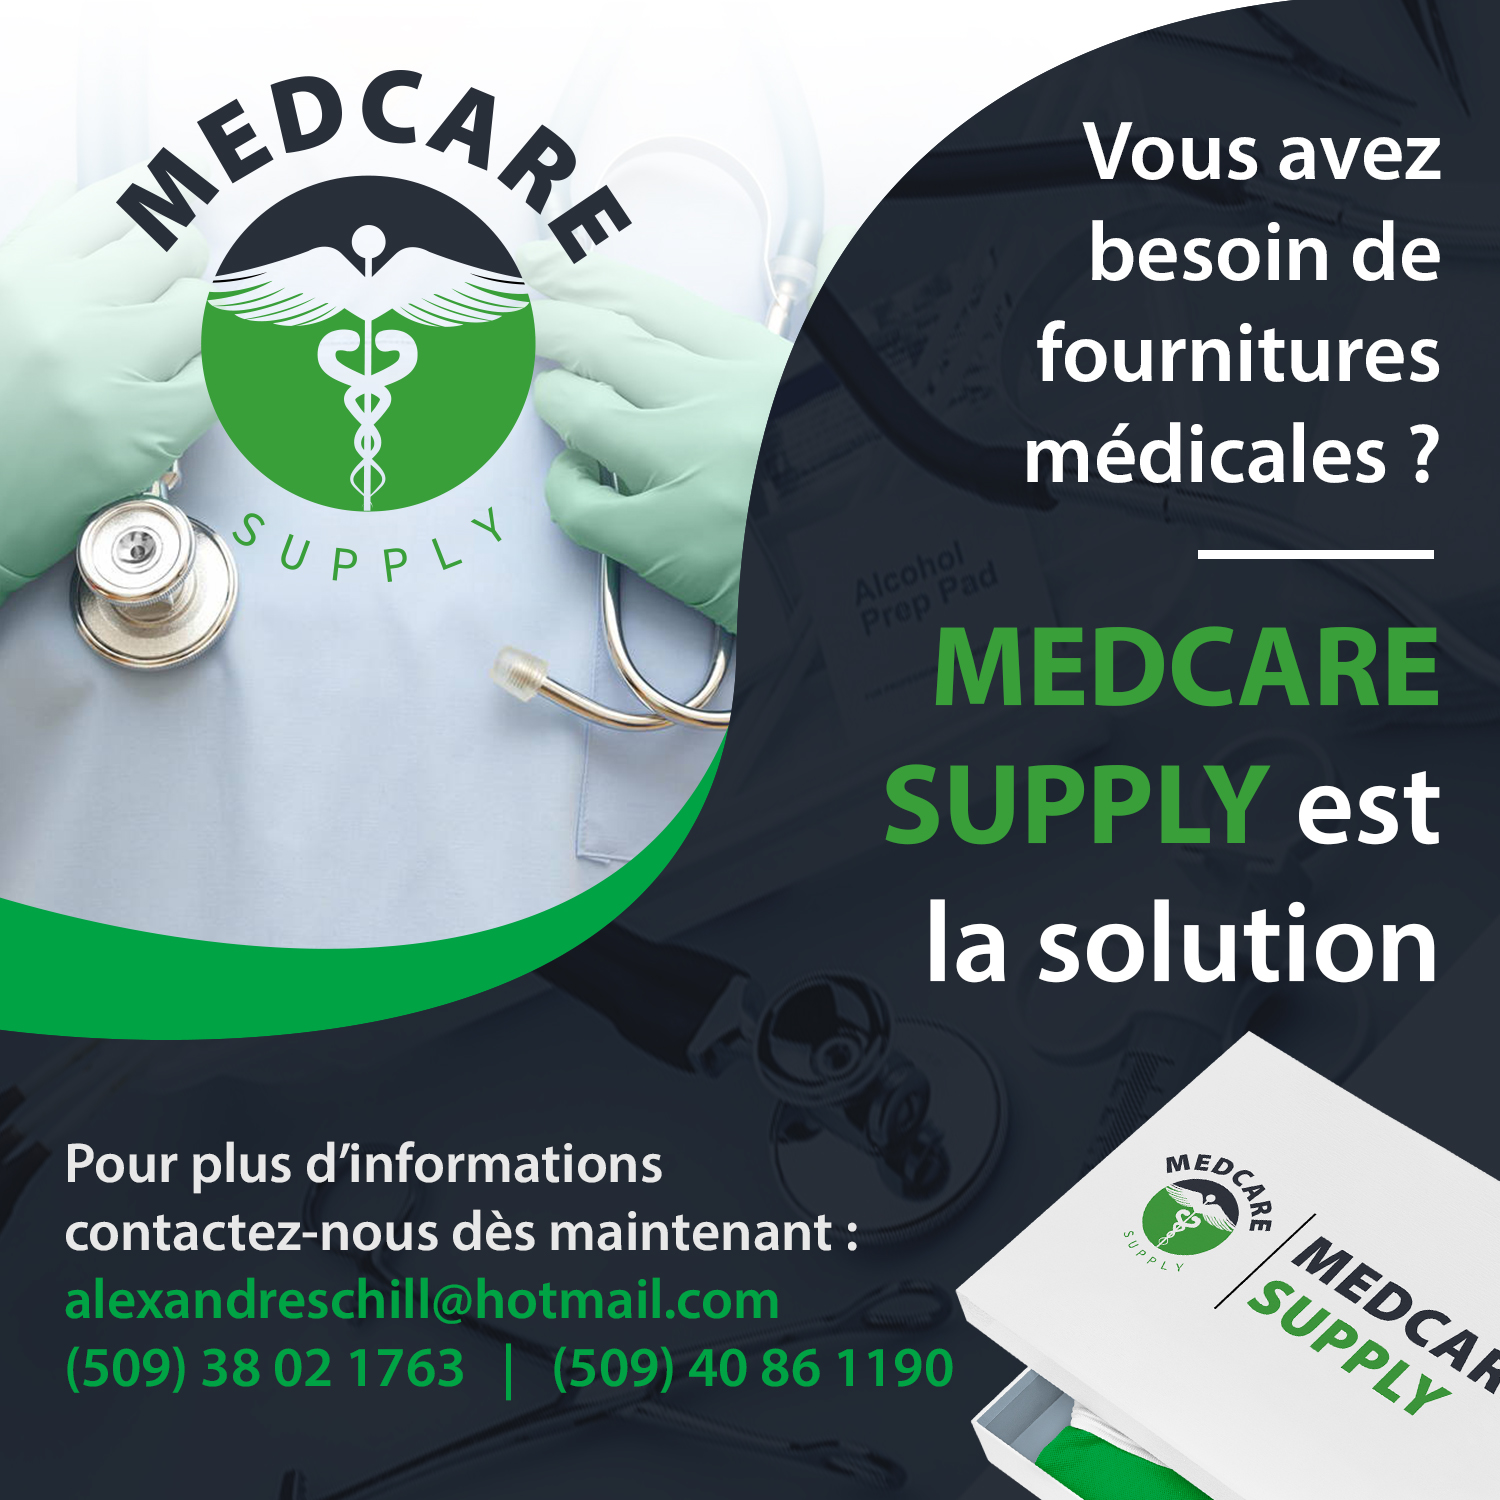 MEDCARE
SUPPLY
Vous avez
besoin de
fournitures
médicales ?
Alcohol
Prep Pad
MEDCARE
SUPPLY est
la solution
Pour plus d’informations
contactez-nous dès maintenant :
alexandreschill@hotmail.com
(509) 38 02 1763 | (509) 40 86 1190
MEDCARE
SUPPLY
MEDCAR
SUPPLY